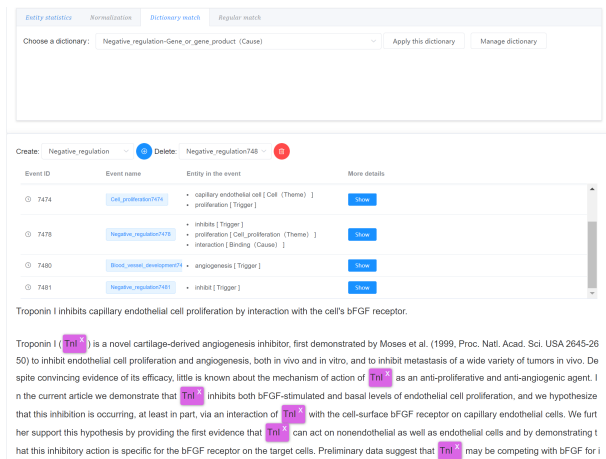 Entity statistics Normalization Dictionary match Regular match
Choose a dictionary: Negative_regulation-Gene_or_gene_product (Cause) Apply this dictionary Manage dictionary
Create: Negative_regulation Delete: Negative_regulation748
Event ID Event name Entity in the event More details
7474 Cell_proliferation7474 • capillary endothelial cell [ Cell (Theme) ] Show
• proliferation [ Trigger ]
7478 Negative_regulation7478 • inhibits [ Trigger ] Show
• proliferation [ Cell_proliferation (Theme) ]
• interaction [ Binding (Cause) ]
7480 Blood_vessel_development74 • angiogenesis [ Trigger ] Show
7481 Negative_regulation7481 • inhibit [ Trigger ] Show
Troponin I inhibits capillary endothelial cell proliferation by interaction with the cell's bFGF receptor.
Troponin I ( TnI X ) is a novel cartilage-derived angiogenesis inhibitor, first demonstrated by Moses et al. (1999, Proc. Natl. Acad. Sci. USA 2645-26
50) to inhibit endothelial cell proliferation and angiogenesis, both in vivo and in vitro, and to inhibit metastasis of a wide variety of tumors in vivo. De
spite convincing evidence of its efficacy, little is known about the mechanism of action of TnI X as an anti-proliferative and anti-angiogenic agent. I
n the current article we demonstrate that TnI X inhibits both bFGF-stimulated and basal levels of endothelial cell proliferation, and we hypothesize
that this inhibition is occurring, at least in part, via an interaction of TnI X with the cell-surface bFGF receptor on capillary endothelial cells. We furt
her support this hypothesis by providing the first evidence that TnI X can act on nonendothelial as well as endothelial cells and by demonstrating t
hat this inhibitory action is specific for the bFGF receptor on the target cells. Preliminary data suggest that TnI X may be competing with bFGF for i